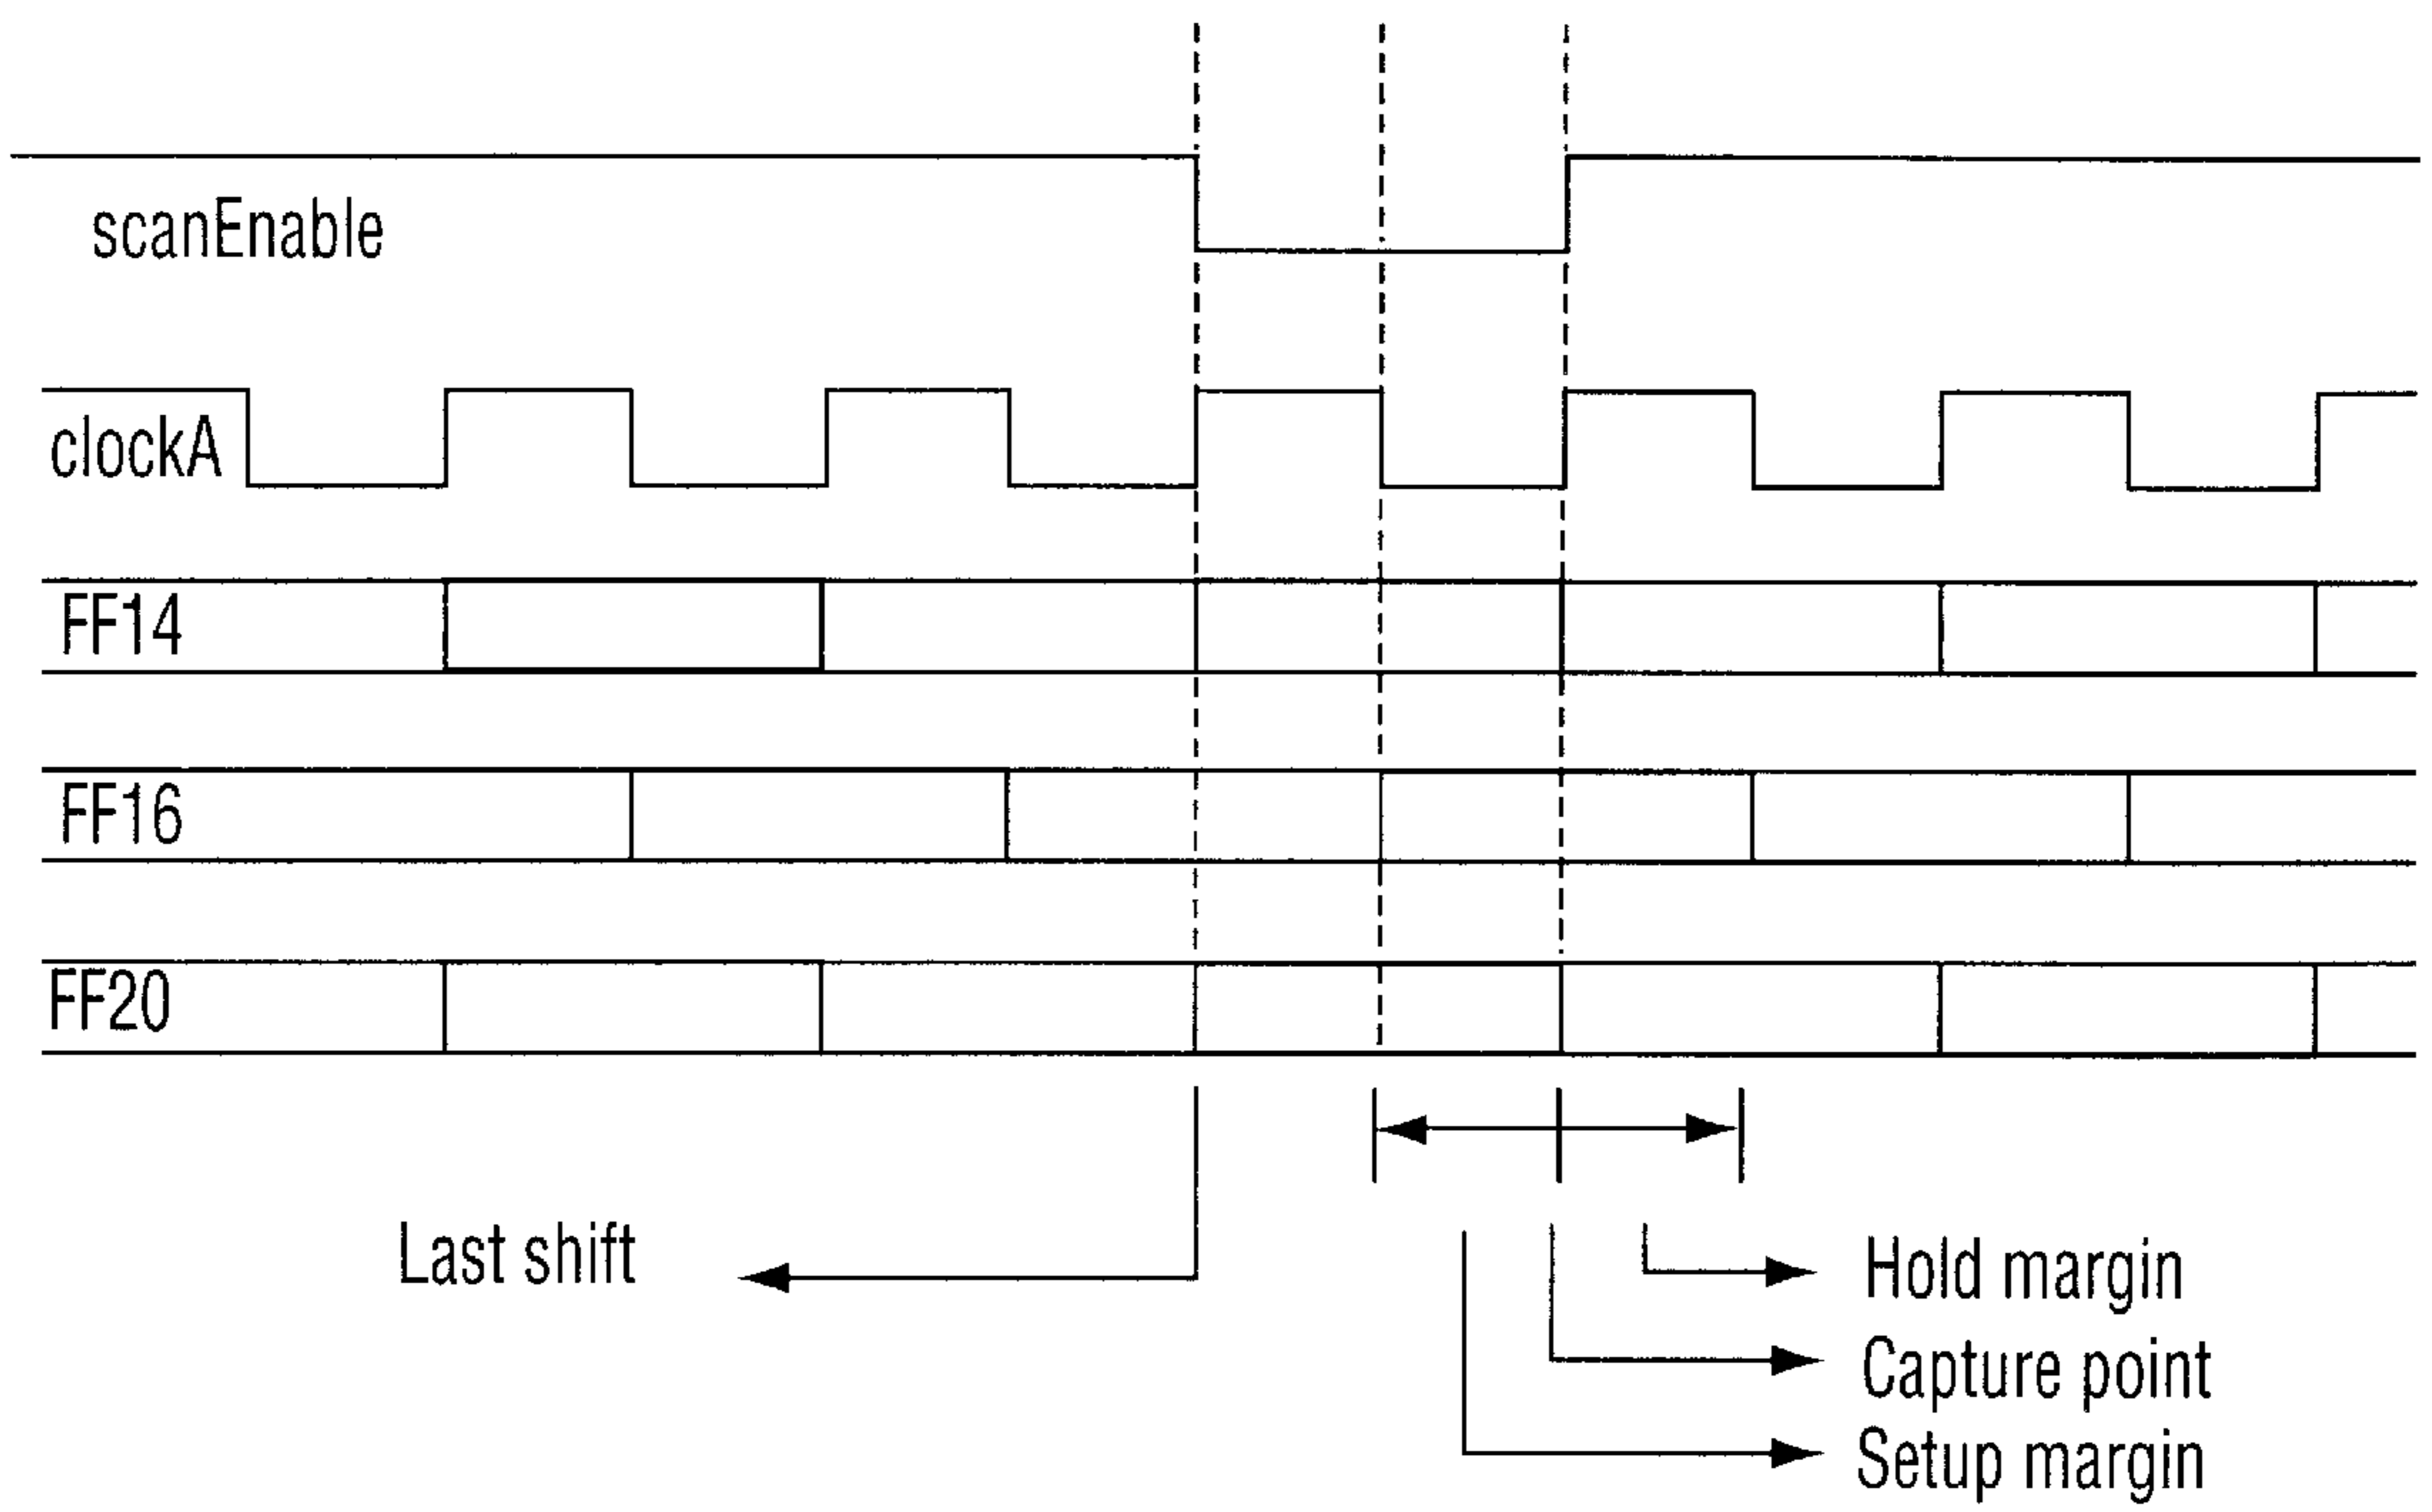 scanEnable
clockA
FF14
FF16
FF20
Last shift
Hold margin
Capture point
Setup margin